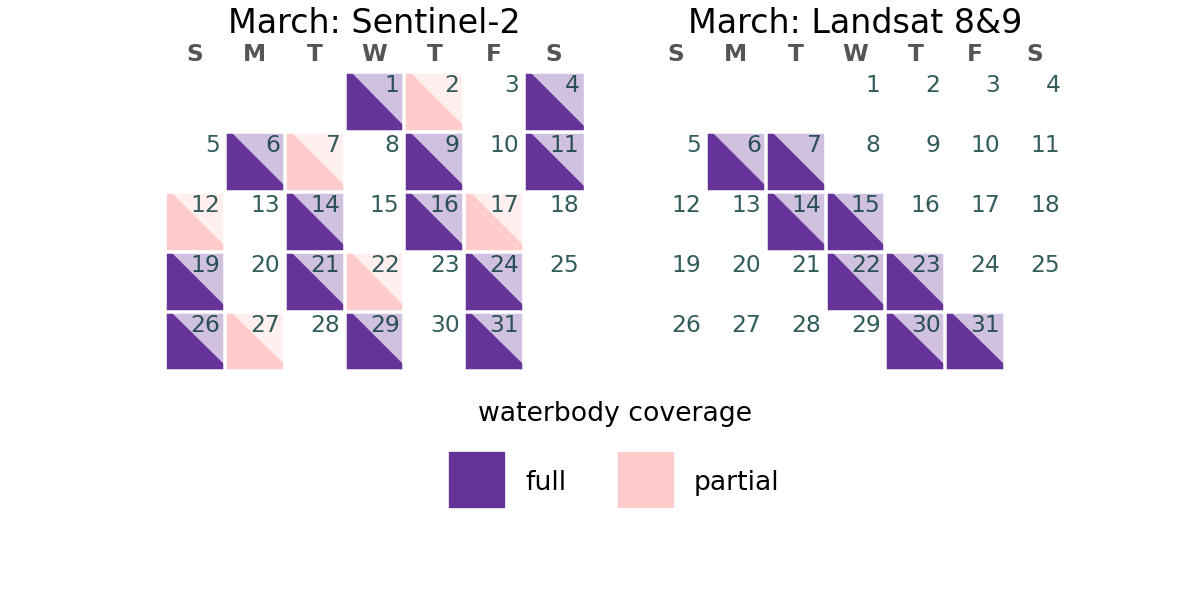 March: Sentinel-2
S M T W T F S
1 2 3 4
5 6 7 8 9 10 11
12 13 14 15 16 17 18
19 20 21 22 23 24 25
26 27 28 29 30 31
March: Landsat 8&9
S M T W T F S
1 2 3 4
5 6 7 8 9 10 11
12 13 14 15 16 17 18
19 20 21 22 23 24 25
26 27 28 29 30 31
waterbody coverage
full partial